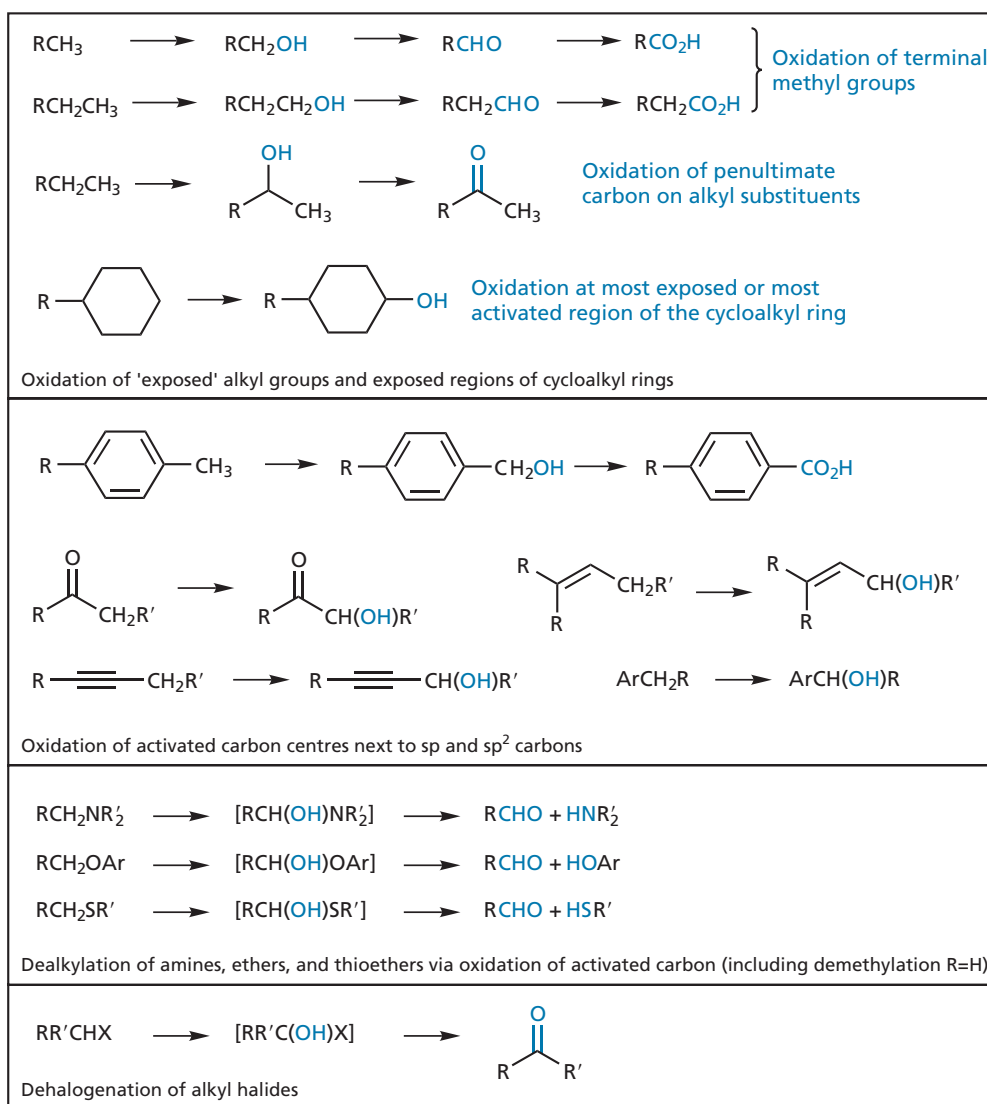 RCH₃ RCH₂OH RCHO RCO₂H
Oxidation of terminal
methyl groups
RCH₂CH₃ RCH₂CH₂OH RCH₂CHO RCH₂CO₂H
OH O
RCH₂CH₃ R CH₃ R CH₃
Oxidation of penultimate
carbon on alkyl substituents
R R OH
Oxidation at most exposed or most
activated region of the cycloalkyl ring
Oxidation of 'exposed' alkyl groups and exposed regions of cycloalkyl rings
R CH₃ R CH₂OH R CO₂H
O O
R CH₂R′ R CH(OH)R′ R R CH₂R′ R R CH(OH)R′
R CH₂R′ R CH(OH)R′ ArCH₂R ArCH(OH)R
Oxidation of activated carbon centres next to sp and sp² carbons
RCH₂NR′₂ [RCH(OH)NR′₂] RCHO + HNR′₂
RCH₂OAr [RCH(OH)OAr] RCHO + HOAr
RCH₂SR′ [RCH(OH)SR′] RCHO + HSR′
Dealkylation of amines, ethers, and thioethers via oxidation of activated carbon (including demethylation R=H)
O
RR′CHX [RR′C(OH)X] R R′
Dehalogenation of alkyl halides